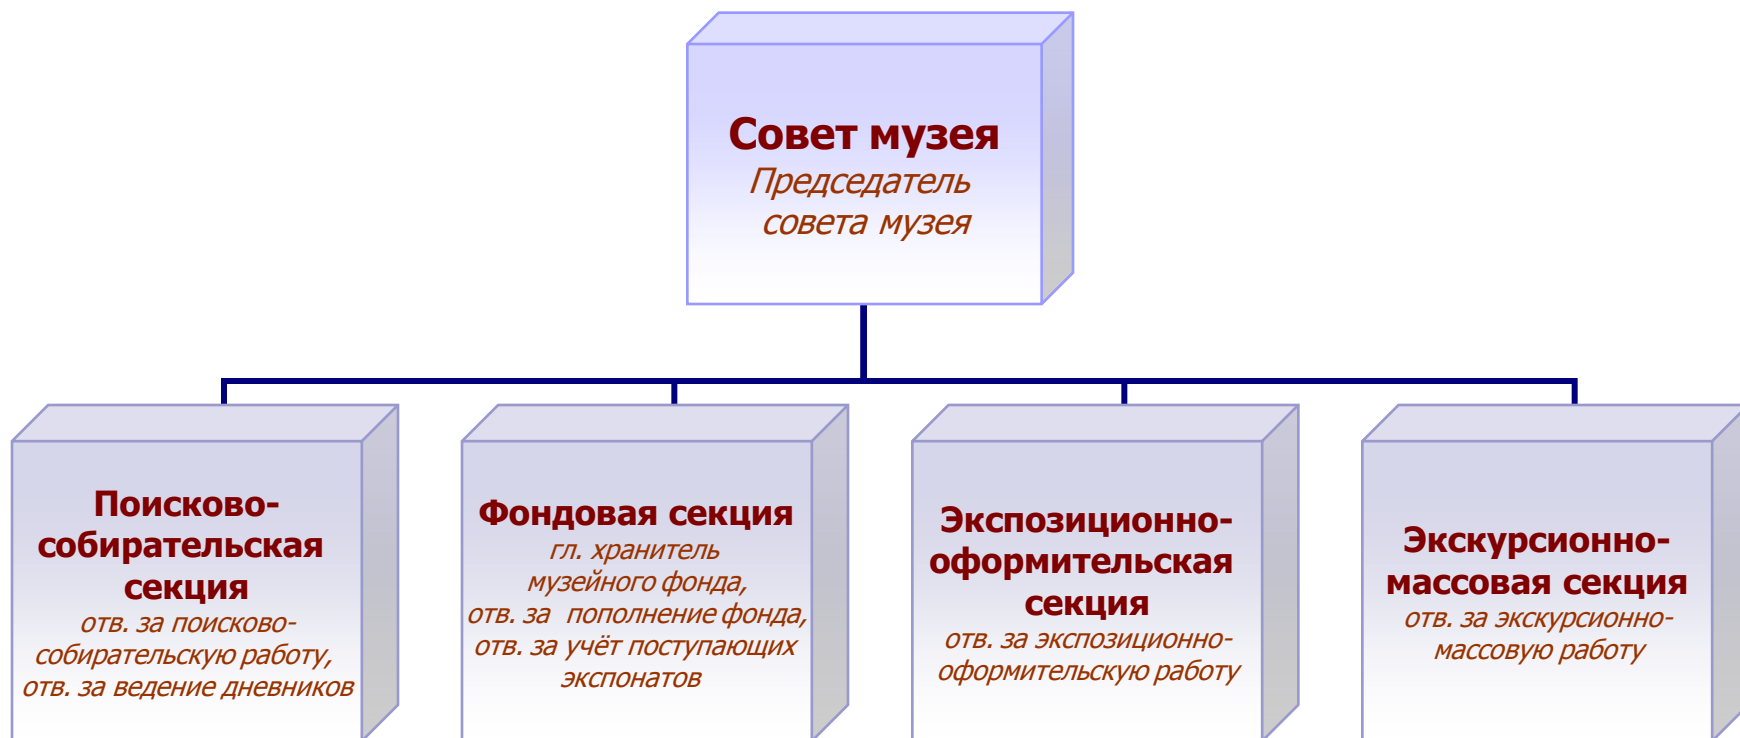 Совет музея
Председатель
совета музея
Поисково-
собирательская
секция
отв. за поисково-
собирательскую работу,
отв. за ведение дневников
Фондовая секция
гл. хранитель
музейного фонда,
отв. за пополнение фонда,
отв. за учёт поступающих
экспонатов
Экспозиционно-
оформительская
секция
отв. за экспозиционно-
оформительскую работу
Экскурсионно-
массовая секция
отв. за экскурсионно-
массовую работу